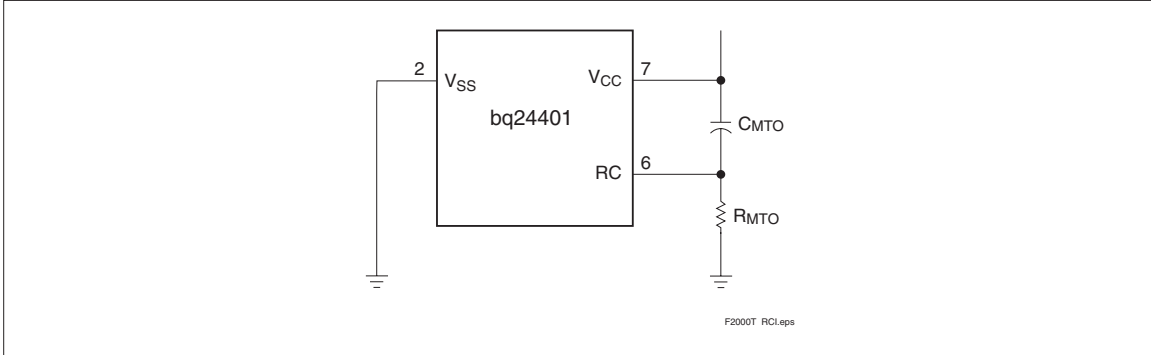 2
VSS
VCC
7
bq24401
CMTO
RC
6
RMTO
F2000T RCI.eps